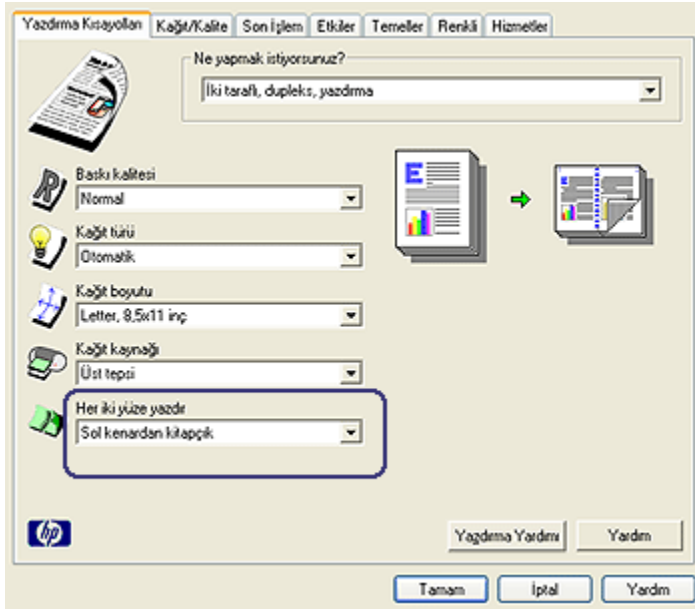 Yazdırma Kısayolları Kağıt/Kalite Son İşlem Etkiler Temeller Renkli Hizmetler
Ne yapmak istiyorsunuz?
İki taraflı, dupleks, yazdırma
Baskı kalitesi
Normal
Kağıt türü
Otomatik
Kağıt boyutu
Letter, 8,5x11 inç
Kağıt kaynağı
Üst tepsi
Her iki yüze yazdır
Sol kenardan kitapçık
hp
Yazdırma Yardımı Yardım
Tamam İptal Yardım